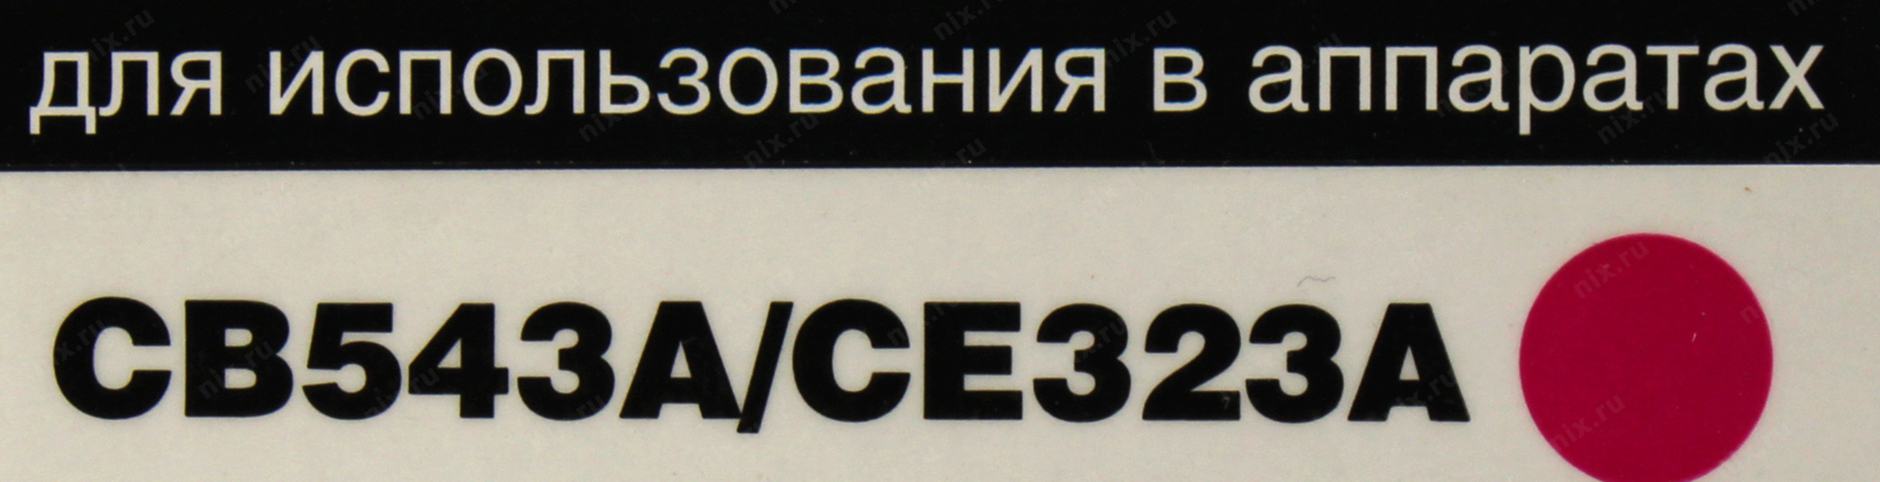 для использования в аппаратах
CB543A/CE323A